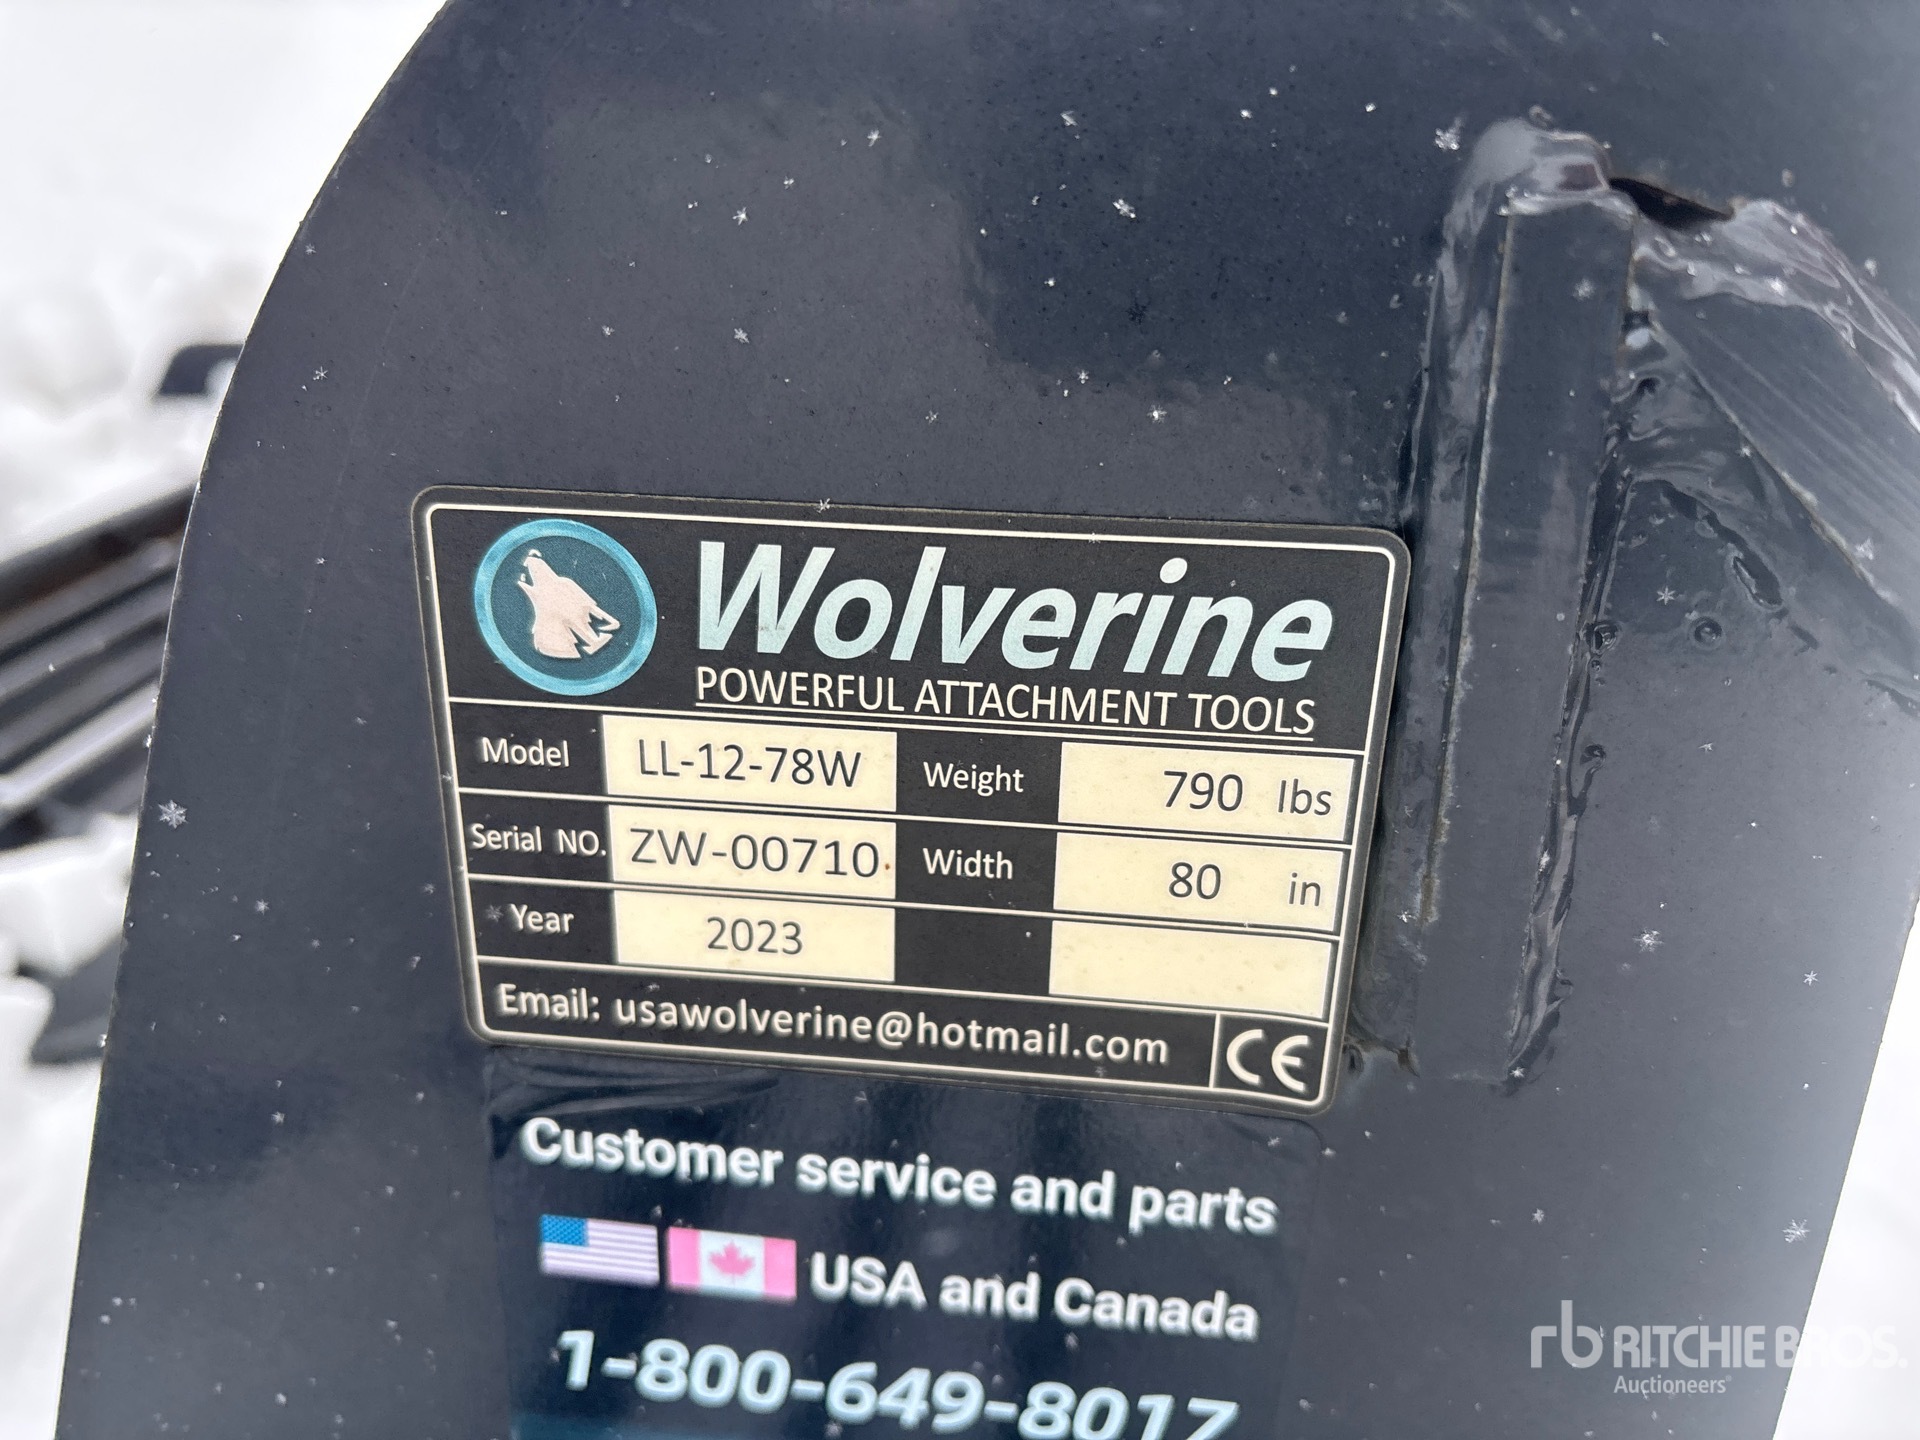 Wolverine
POWERFUL ATTACHMENT TOOLS
Model LL-12-78W Weight 790 lbs
Serial NO. ZW-00710 Width 80 in
Year 2023
Email: usawolverine@hotmail.com CE
Customer service and parts
USA and Canada
1-800-649-8017
rb RITCHIE BROS.
Auctioneers